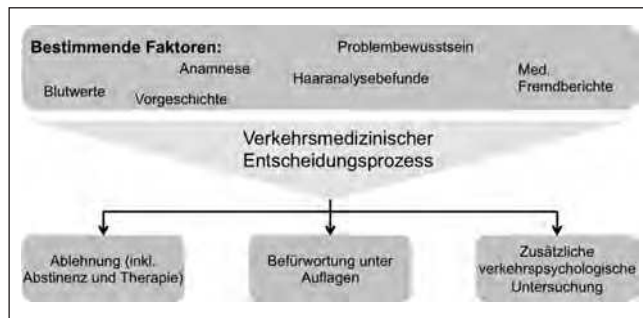 Bestimmende Faktoren:
Problembewusstsein
Anamnese
Haaranalysebefunde
Med.
Fremdberichte
Blutwerte
Vorgeschichte
Verkehrsmedizinischer
Entscheidungsprozess
Ablehnung (inkl.
Abstinenz und Therapie)
Befürwortung unter
Auflagen
Zusätzliche
verkehrspsychologische
Untersuchung